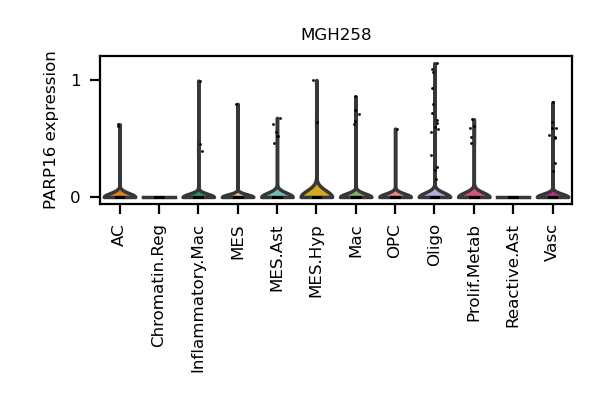 MGH258
PARP16 expression
1
0
AC
Chromatin.Reg
Inflammatory.Mac
MES
MES.Ast
MES.Hyp
Mac
OPC
Oligo
Prolif.Metab
Reactive.Ast
Vasc